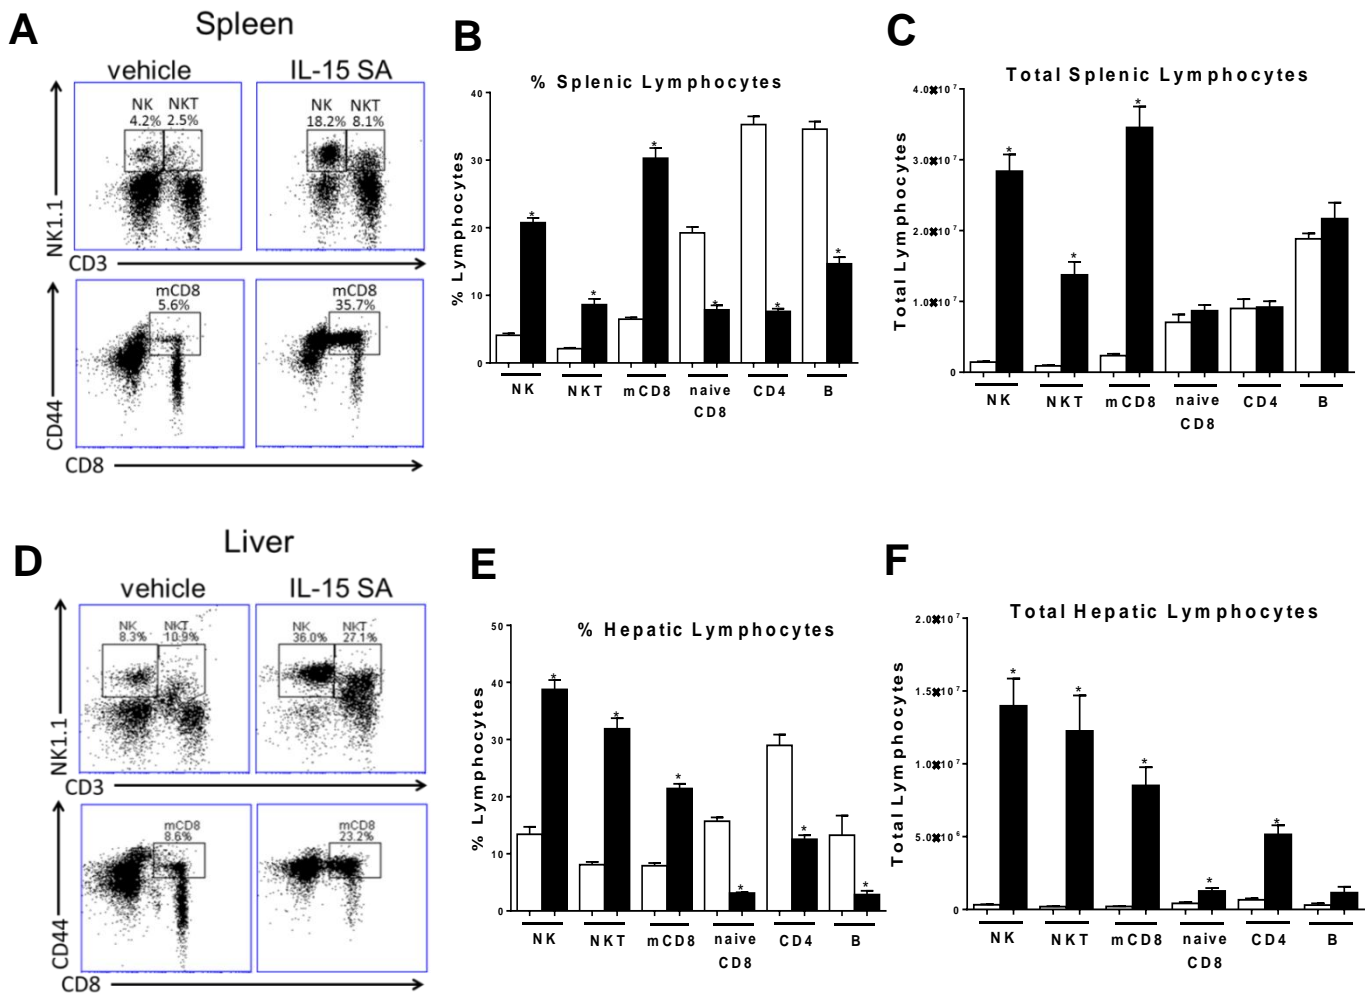 A
Spleen
vehicle
IL-15 SA
NK NKT
4.2% 2.5%
NK NKT
18.2% 8.1%
NK1.1
CD3
mCD8
5.6%
mCD8
35.7%
CD44
CD8
B
% Splenic Lymphocytes
% Lymphocytes
40
30
20
10
0
* * * * * *
NK NKT mCD8 naive CD8 CD4 B
C
Total Splenic Lymphocytes
Total Lymphocytes
4.0×10⁷
3.0×10⁷
2.0×10⁷
1.0×10⁷
0
* * *
NK NKT mCD8 naive CD8 CD4 B
D
Liver
vehicle
IL-15 SA
NK NKT
8.3% 10.9%
NK NKT
36.0% 27.1%
NK1.1
CD3
mCD8
8.6%
mCD8
23.2%
CD44
CD8
E
% Hepatic Lymphocytes
% Lymphocytes
50
40
30
20
10
0
* * * * * *
NK NKT mCD8 naive CD8 CD4 B
F
Total Hepatic Lymphocytes
Total Lymphocytes
2.0×10⁷
1.5×10⁷
1.0×10⁷
5.0×10⁶
0
* * * * *
NK NKT mCD8 naive CD8 CD4 B